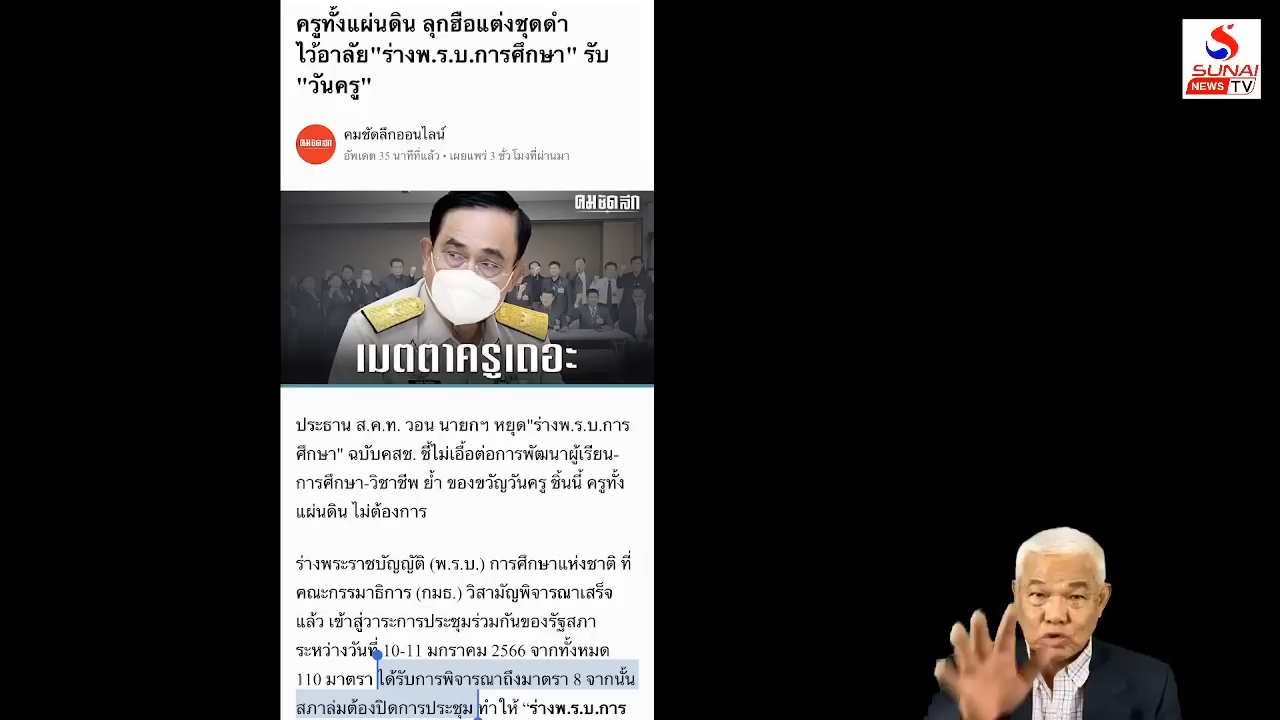 ครูทั้งแผ่นดิน ลุกฮือแต่งชุดดำ
ไว้อาลัย"ร่างพ.ร.บ.การศึกษา" รับ
"วันครู"
คมชัดลึก
คมชัดลึกออนไลน์
อัพเดต 35 นาทีที่แล้ว • เผยแพร่ 3 ชั่วโมงที่ผ่านมา
คมชัดลึก
เมตตาครูเถอะ
ประธาน ส.ค.ท. วอน นายกฯ หยุด"ร่างพ.ร.บ.การ
ศึกษา" ฉบับคสช. ชี้ไม่เอื้อต่อการพัฒนาผู้เรียน-
การศึกษา-วิชาชีพ ย้ำ ของขวัญวันครู ชิ้นนี้ ครูทั้ง
แผ่นดิน ไม่ต้องการ
ร่างพระราชบัญญัติ (พ.ร.บ.) การศึกษาแห่งชาติ ที่
คณะกรรมาธิการ (กมธ.) วิสามัญพิจารณาเสร็จ
แล้ว เข้าสู่วาระการประชุมร่วมกันของรัฐสภา
ระหว่างวันที่ 10-11 มกราคม 2566 จากทั้งหมด
110 มาตรา ได้รับการพิจารณาถึงมาตรา 8 จากนั้น
สภาล่มต้องปิดการประชุม ทำให้ “ร่างพ.ร.บ.การ
SUNAI
NEWS TV